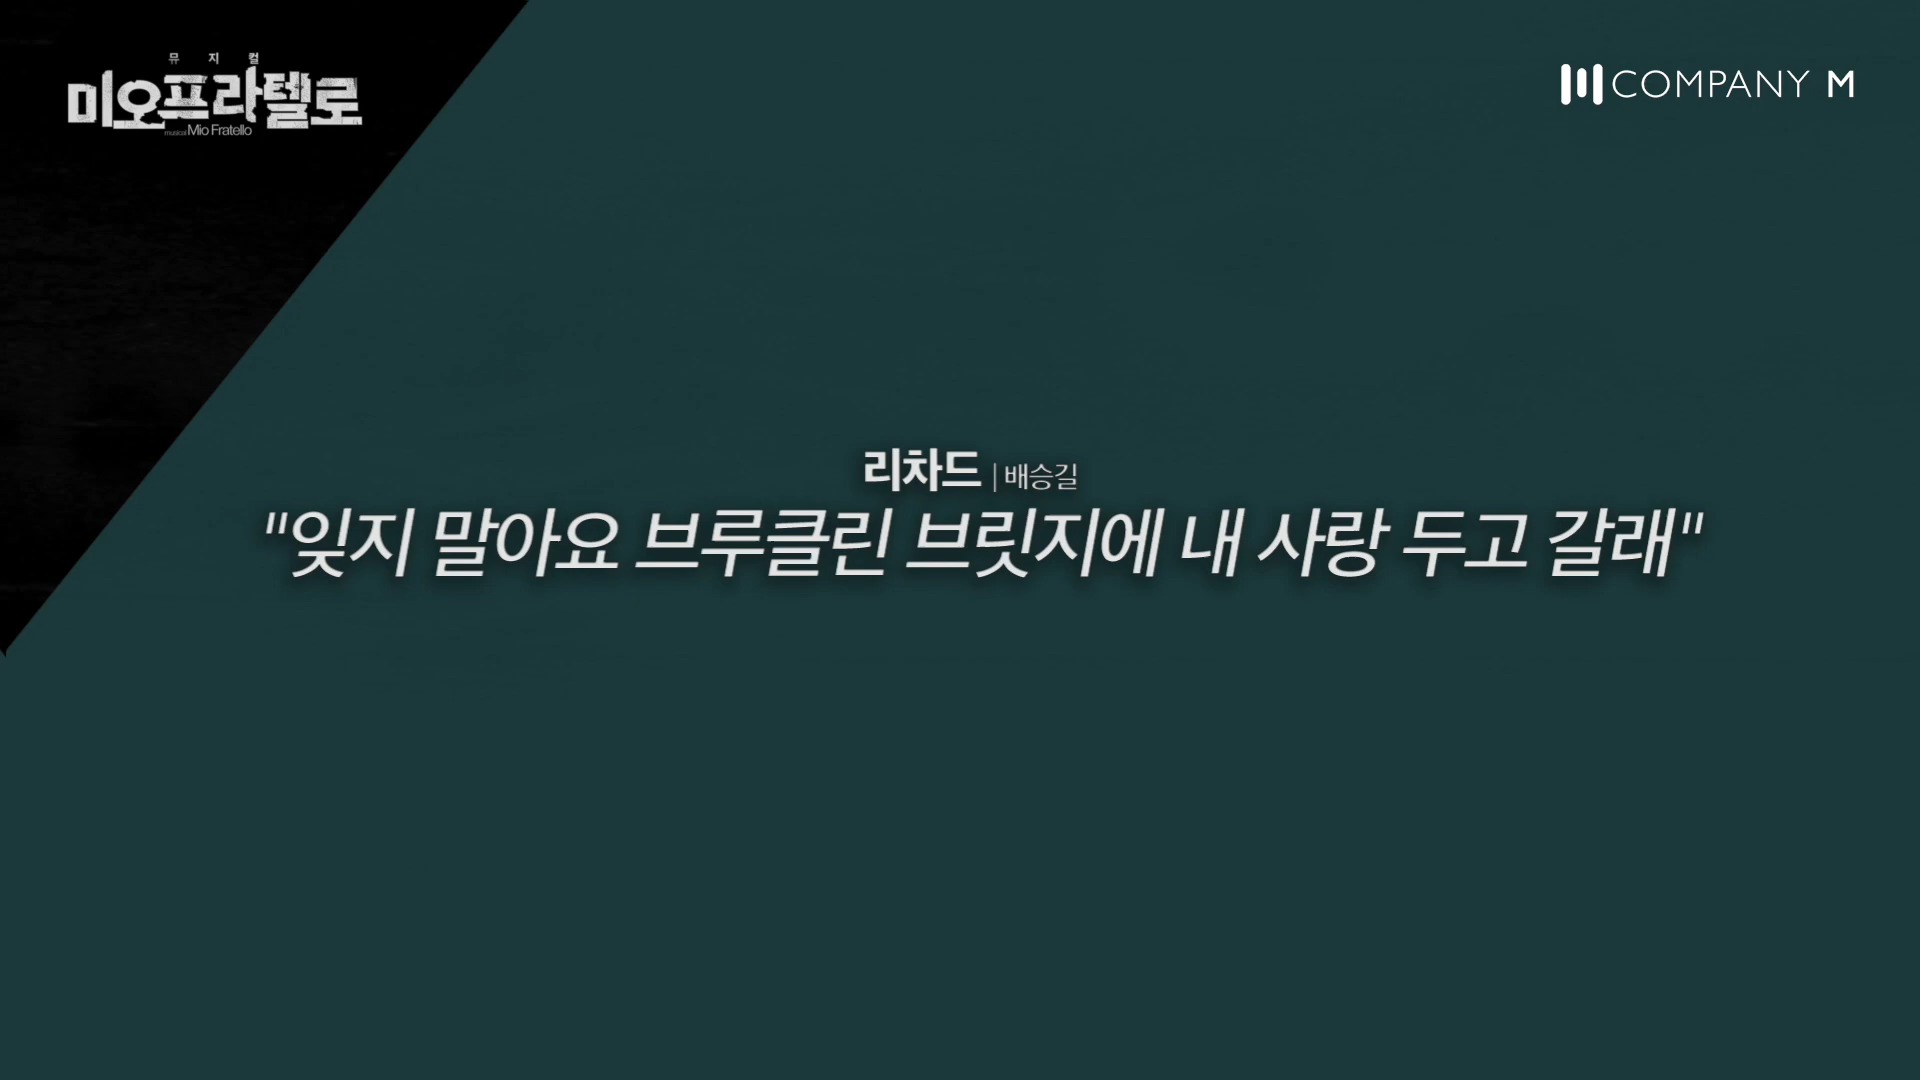 뮤지컬
미오프라텔로
musical Mio Fratello
COMPANY M
리차드 | 배승길
"잊지 말아요 브루클린 브릿지에 내 사랑 두고 갈래"